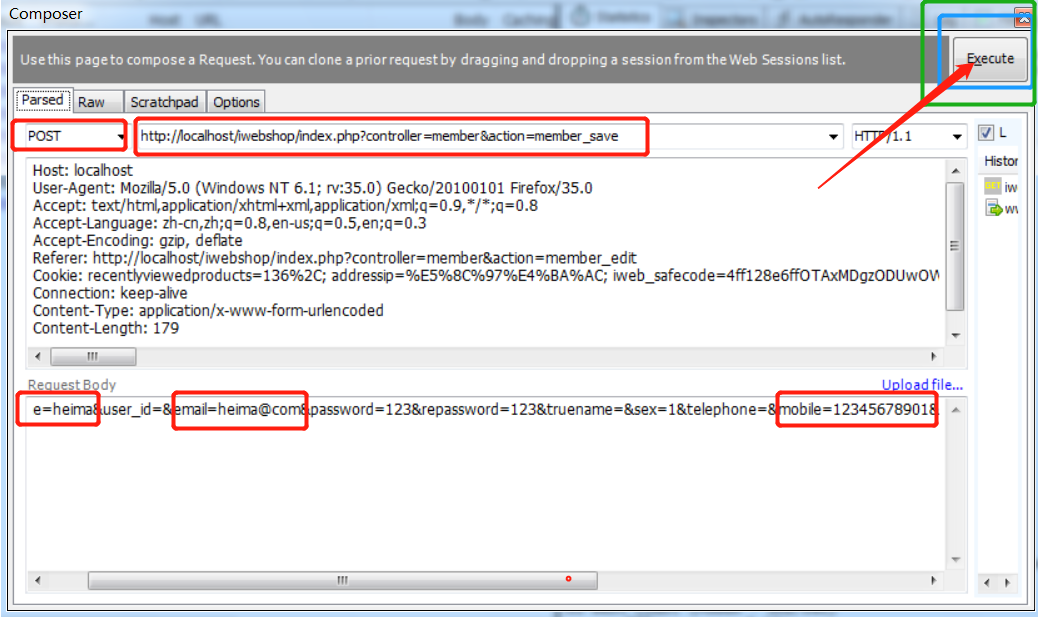 Composer
Use this page to compose a Request. You can clone a prior request by dragging and dropping a session from the Web Sessions list.
Execute
Parsed Raw Scratchpad Options
POST http://localhost/iwebshop/index.php?controller=member&action=member_save HTTP/1.1 L
Host: localhost
User-Agent: Mozilla/5.0 (Windows NT 6.1; rv:35.0) Gecko/20100101 Firefox/35.0
Accept: text/html,application/xhtml+xml,application/xml;q=0.9,*/*;q=0.8
Accept-Language: zh-cn,zh;q=0.8,en-us;q=0.5,en;q=0.3
Accept-Encoding: gzip, deflate
Referer: http://localhost/iwebshop/index.php?controller=member&action=member_edit
Cookie: recentlyviewedproducts=136%2C; addressip=%E5%8C%97%E4%BA%AC; iweb_safecode=4ff128e6ffOTAxMDgzODUwOW
Connection: keep-alive
Content-Type: application/x-www-form-urlencoded
Content-Length: 179
Histor
iw
wv
Request Body Upload file...
e=heima&user_id=&email=heima@com&password=123&repassword=123&truename=&sex=1&telephone=&mobile=12345678901&